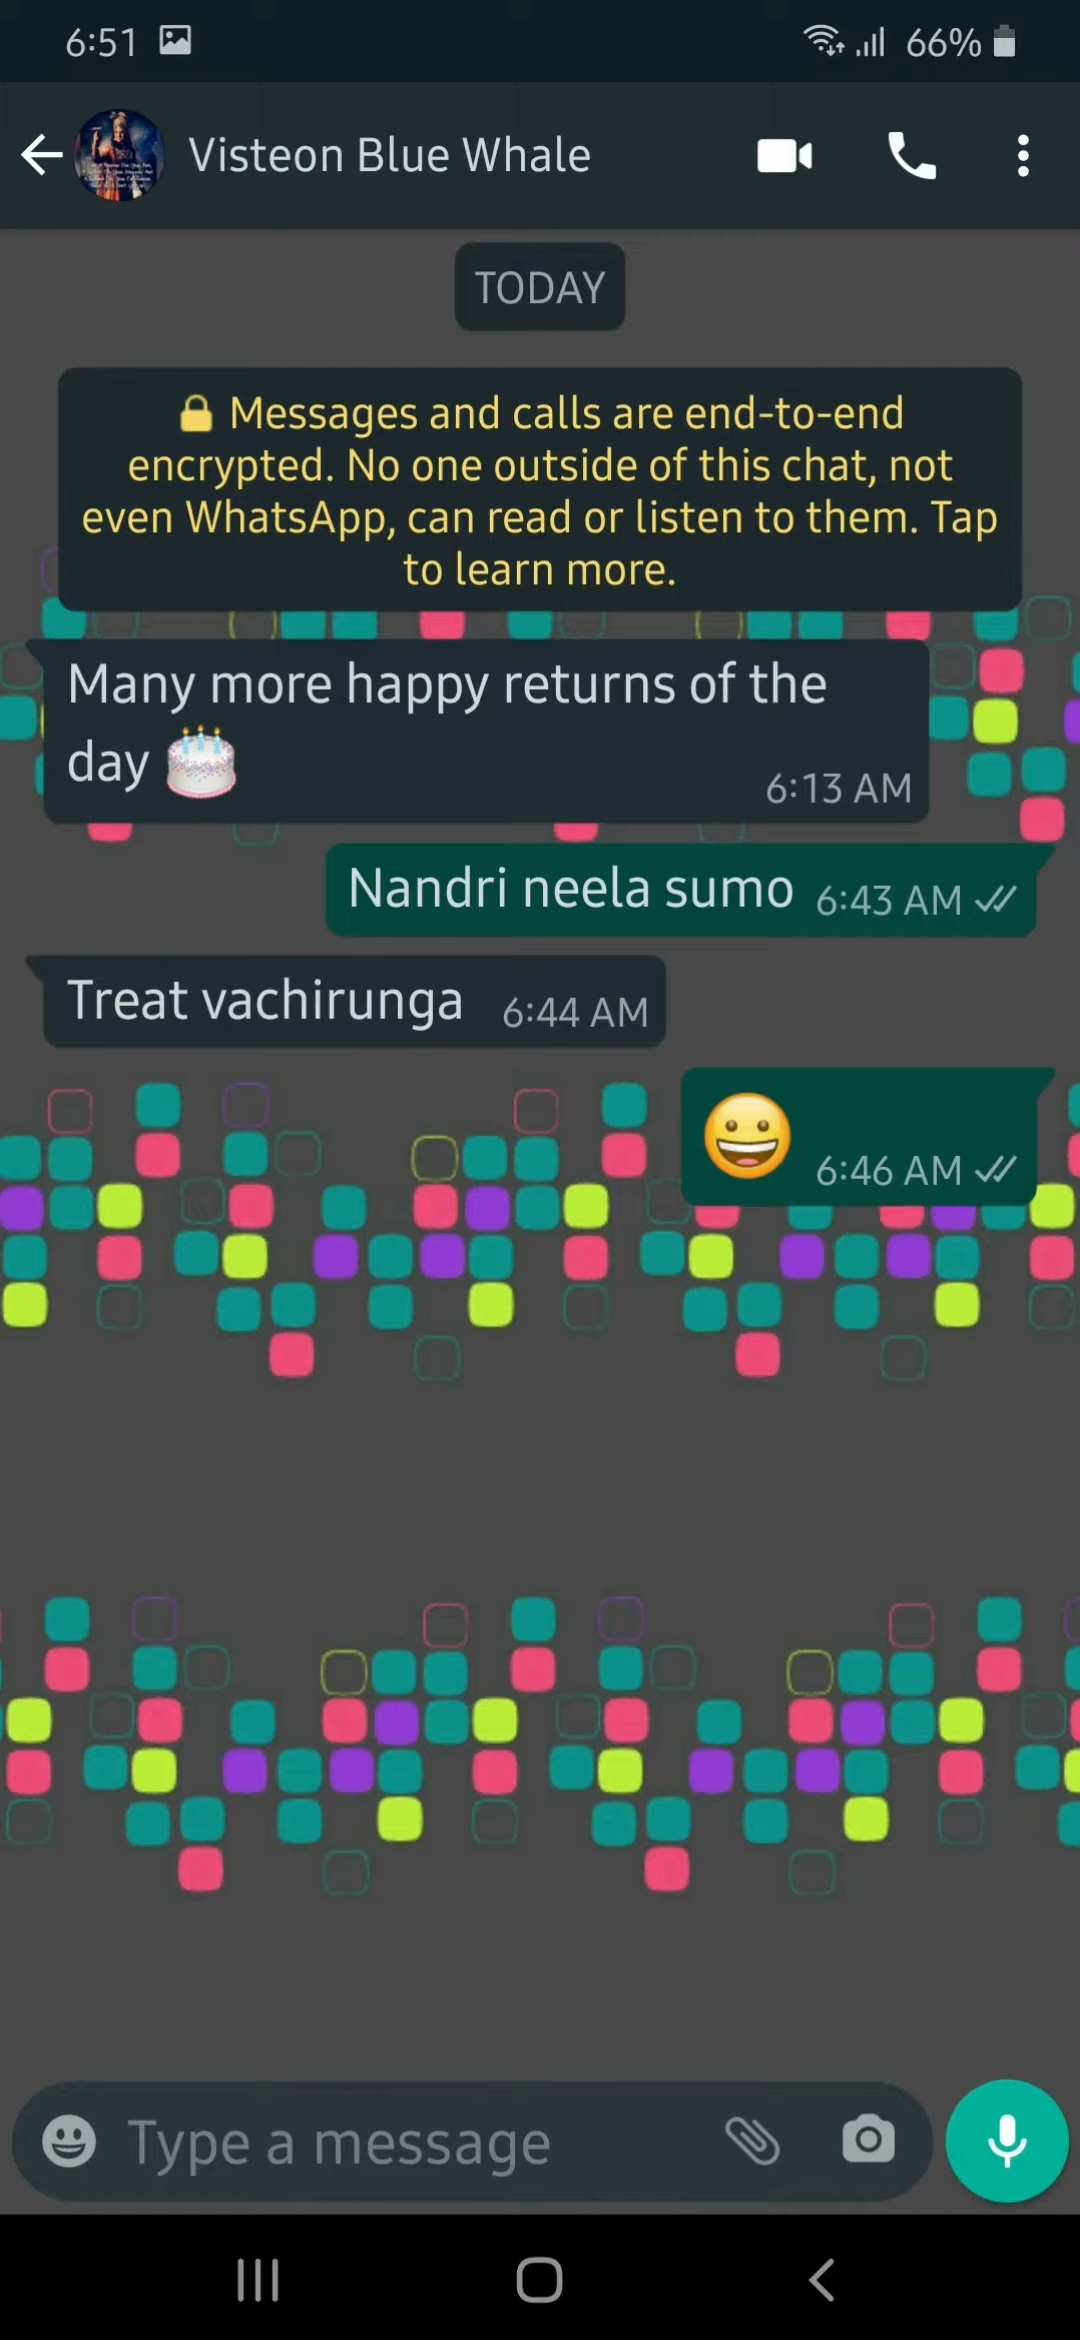 6:51 66%
Visteon Blue Whale
TODAY
🔒 Messages and calls are end-to-end
encrypted. No one outside of this chat, not
even WhatsApp, can read or listen to them. Tap
to learn more.
Many more happy returns of the
day 🎂
6:13 AM
Nandri neela sumo 6:43 AM
Treat vachirunga 6:44 AM
😀 6:46 AM
Type a message